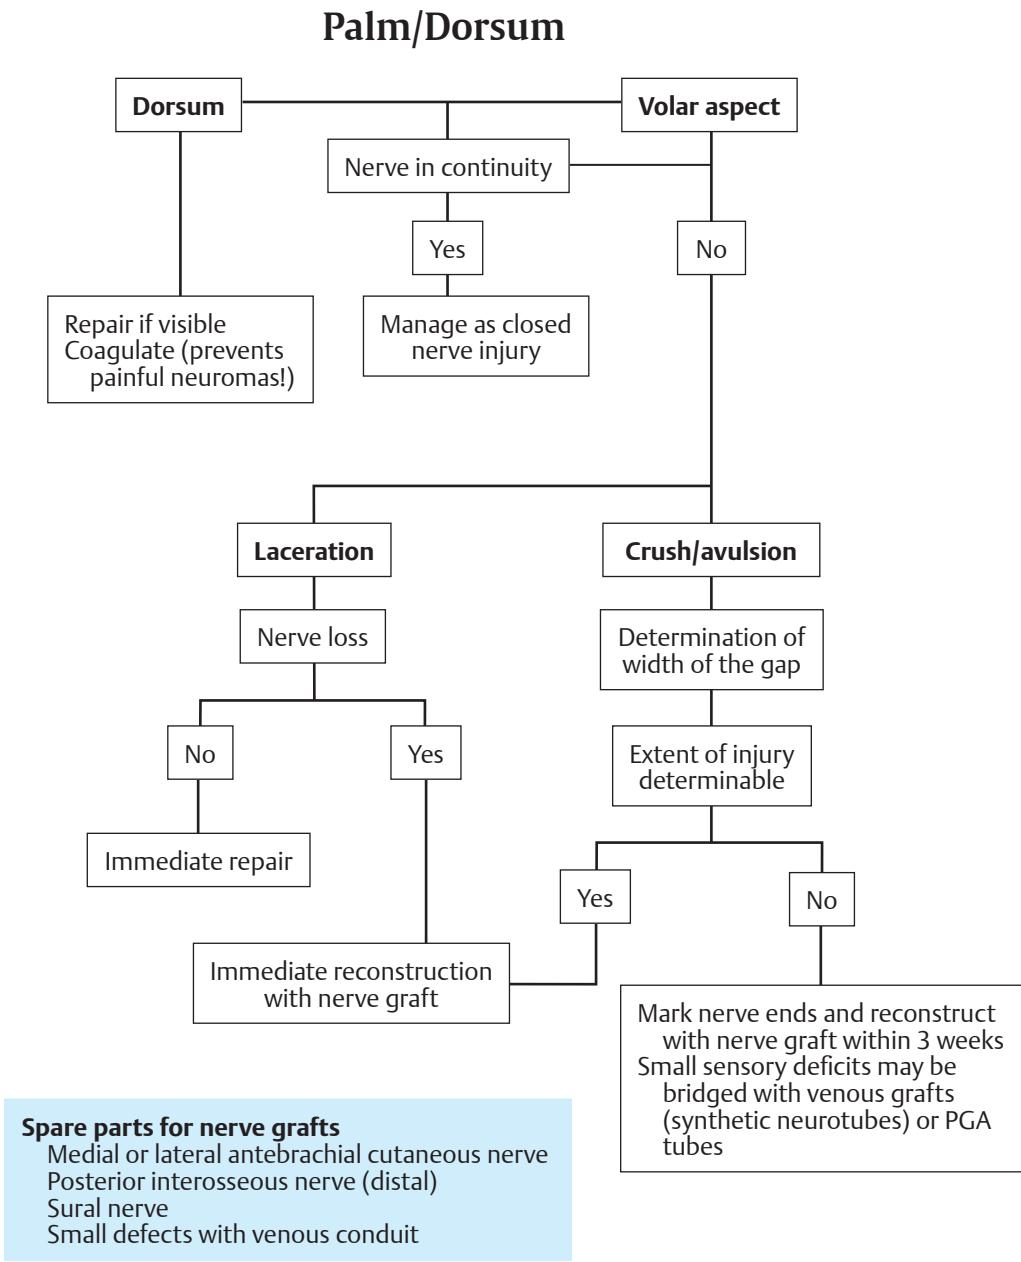 Palm/Dorsum
Dorsum
Volar aspect
Nerve in continuity
Yes
No
Repair if visible
Coagulate (prevents
painful neuromas!)
Manage as closed
nerve injury
Laceration
Crush/avulsion
Nerve loss
Determination of
width of the gap
No
Yes
Extent of injury
determinable
Immediate repair
Yes
No
Immediate reconstruction
with nerve graft
Mark nerve ends and reconstruct
with nerve graft within 3 weeks
Small sensory deficits may be
bridged with venous grafts
(synthetic neurotubes) or PGA
tubes
Spare parts for nerve grafts
Medial or lateral antebrachial cutaneous nerve
Posterior interosseous nerve (distal)
Sural nerve
Small defects with venous conduit